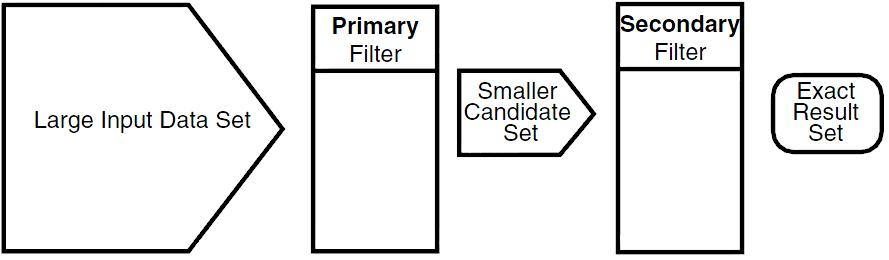 Large Input Data Set
Primary
Filter
Smaller
Candidate
Set
Secondary
Filter
Exact
Result
Set